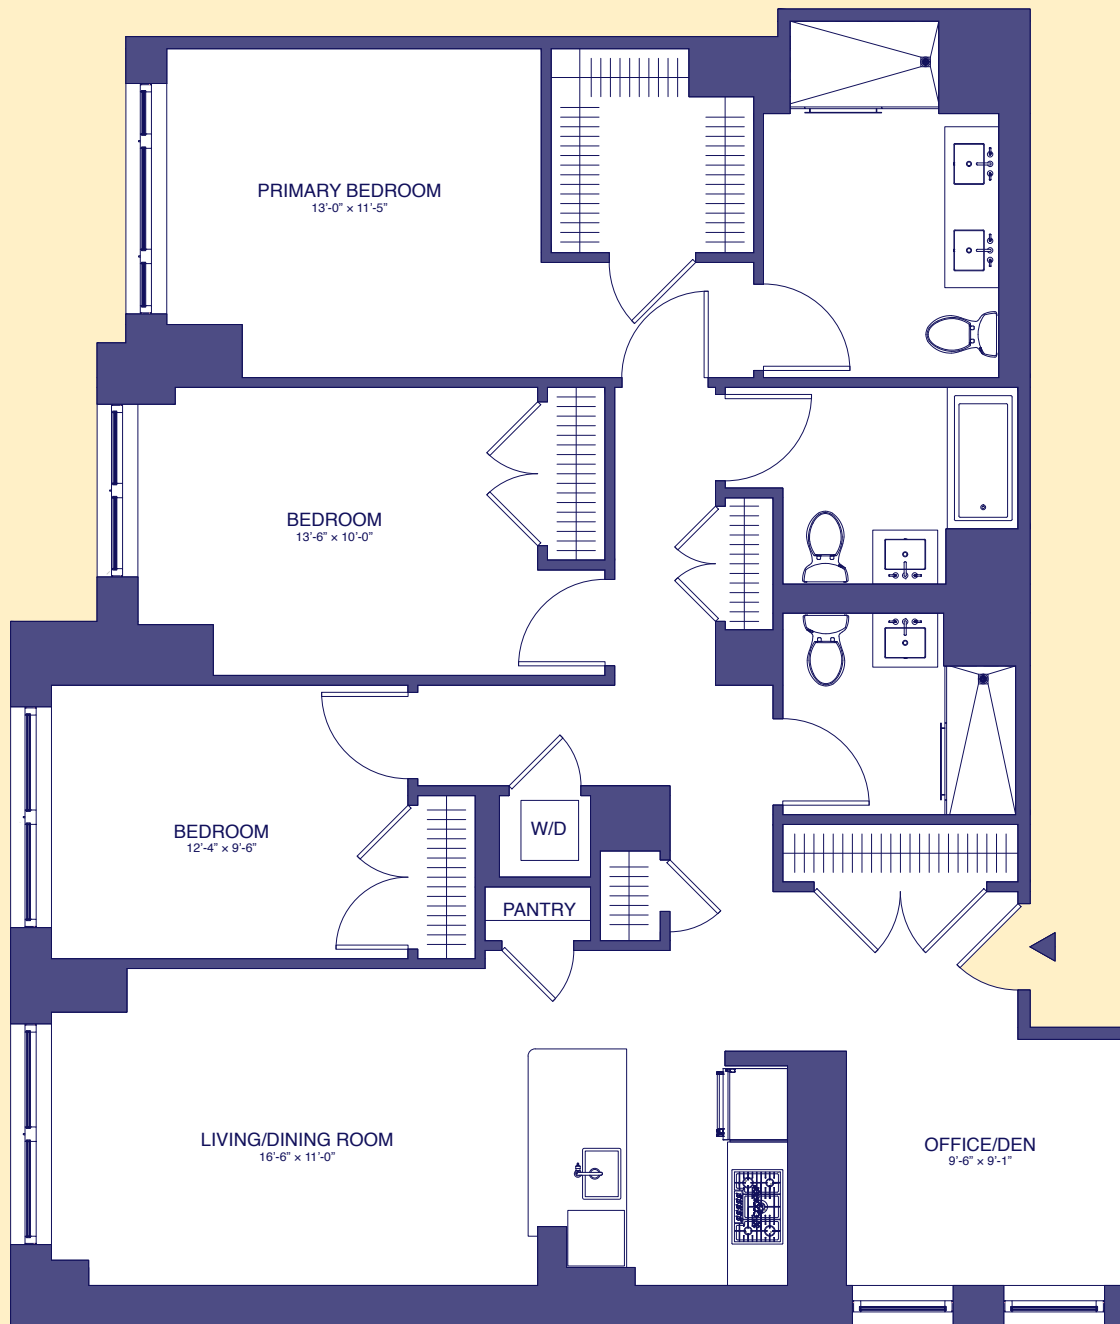 PRIMARY BEDROOM
13'-0" × 11'-5"
BEDROOM
13'-6" × 10'-0"
BEDROOM
12'-4" × 9'-6"
W/D
PANTRY
LIVING/DINING ROOM
16'-6" × 11'-0"
OFFICE/DEN
9'-6" × 9'-1"